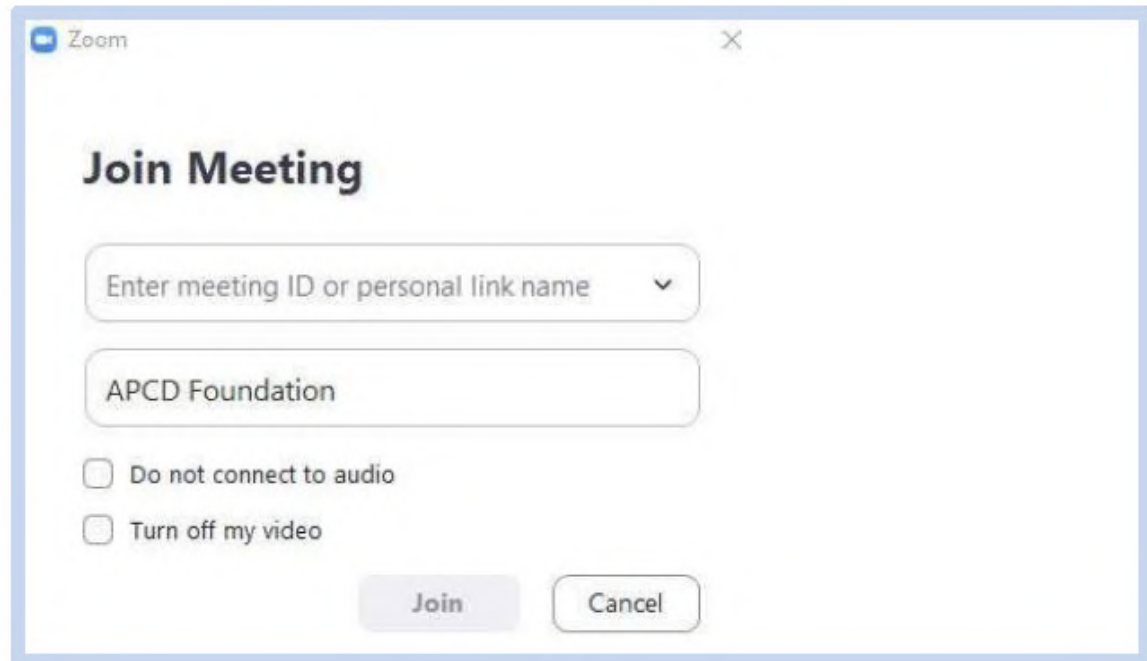 Zoom
Join Meeting
Enter meeting ID or personal link name
APCD Foundation
Do not connect to audio
Turn off my video
Join Cancel